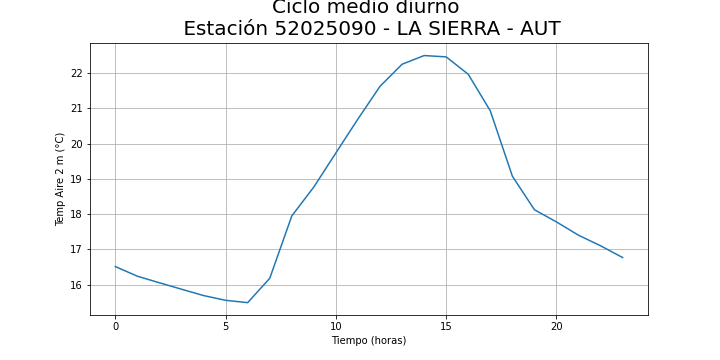 Ciclo medio diurno
Estación 52025090 - LA SIERRA - AUT
22
21
20
19
18
17
16
Temp Aire 2 m (°C)
0 5 10 15 20
Tiempo (horas)